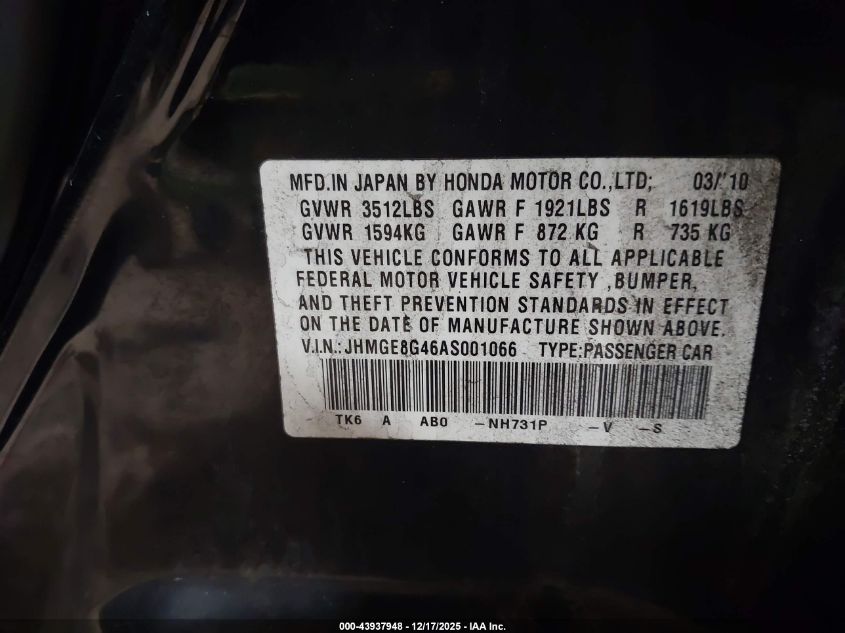 MFD.IN JAPAN BY HONDA MOTOR CO.,LTD; 03/'10
GVWR 3512LBS GAWR F 1921LBS R 1619LBS
GVWR 1594KG GAWR F 872 KG R 735 KG
THIS VEHICLE CONFORMS TO ALL APPLICABLE
FEDERAL MOTOR VEHICLE SAFETY ,BUMPER,
AND THEFT PREVENTION STANDARDS IN EFFECT
ON THE DATE OF MANUFACTURE SHOWN ABOVE.
V.I.N.: JHMGE8G46AS001066 TYPE:PASSENGER CAR
TK6 A AB0 -NH731P -V -S
000-43937948 - 12/17/2025 - IAA Inc.